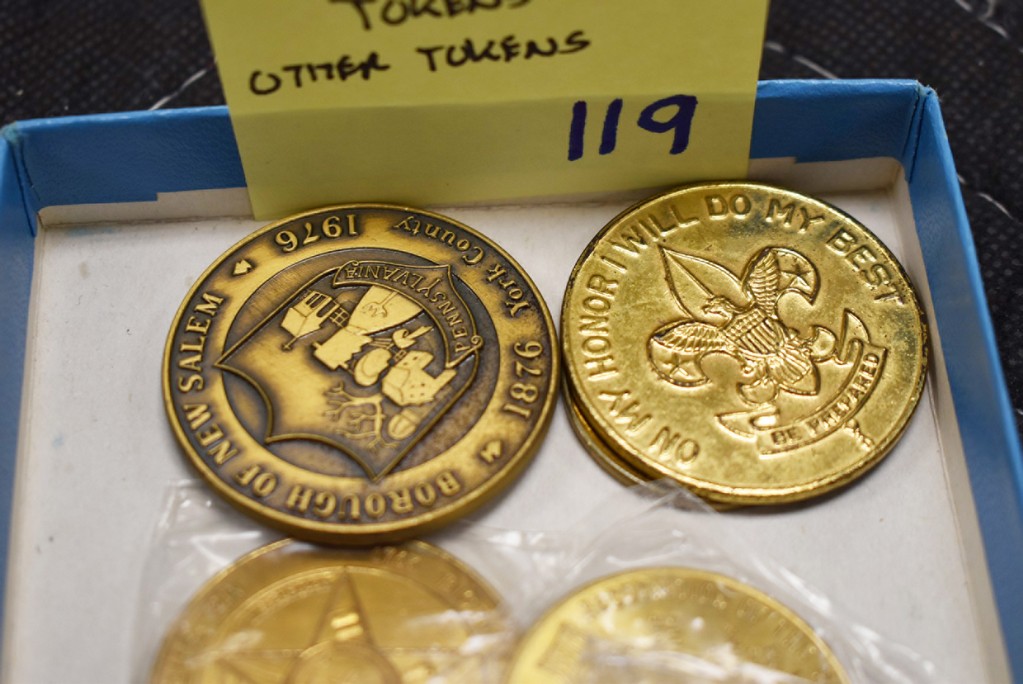 TOKENS
OTHER TOKENS
119
BOROUGH OF NEW SALEM
1876
York County
1976
PENNSYLVANIA
ON MY HONOR I WILL DO MY BEST
BE PREPARED